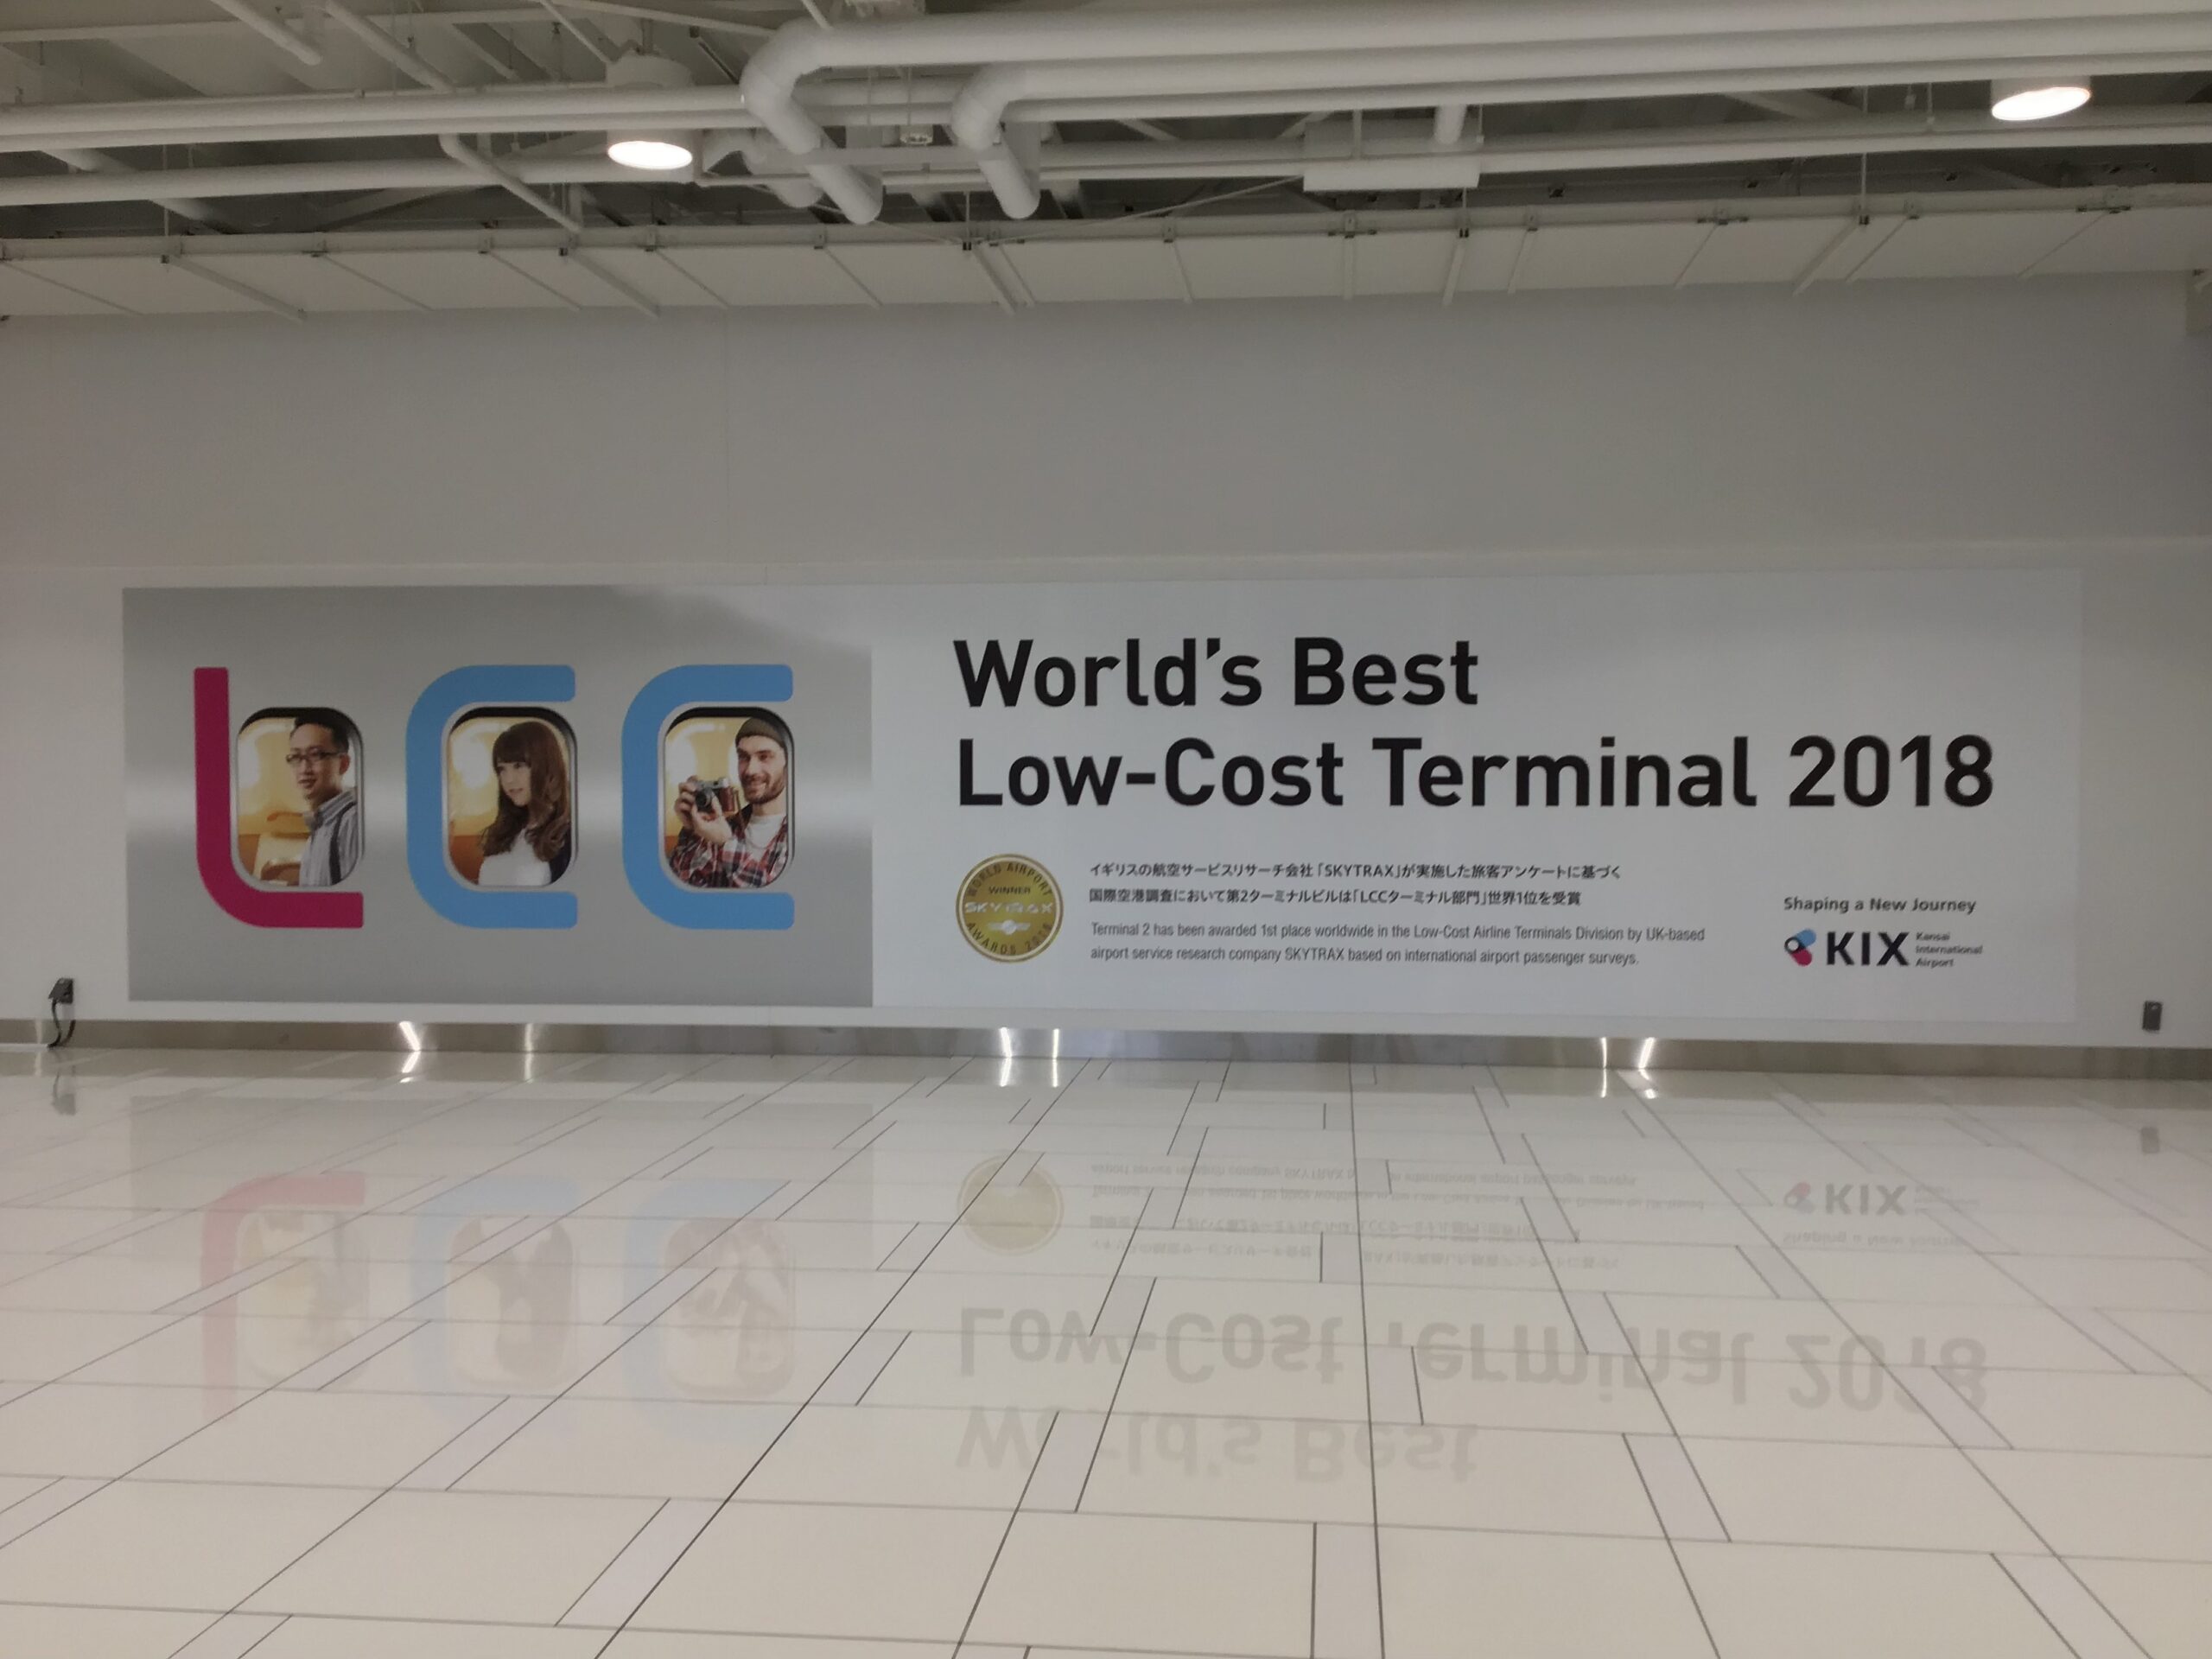 LCC
World's Best
Low-Cost Terminal 2018
WORLD AIRPORT
WINNER
SKYTRAX
AWARDS 2018
イギリスの航空サービスリサーチ会社「SKYTRAX」が実施した旅客アンケートに基づく
国際空港調査において第2ターミナルビルは「LCCターミナル部門」世界1位を受賞
Terminal 2 has been awarded 1st place worldwide in the Low-Cost Airline Terminals Division by UK-based
airport service research company SKYTRAX based on international airport passenger surveys.
Shaping a New Journey
KIX
Kansai
International
Airport